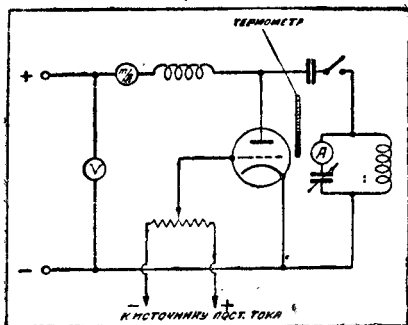 ТЕРМОМЕТР
+
m/A
V
A
-
- +
К ИСТОЧНИКУ ПОСТ. ТОКА